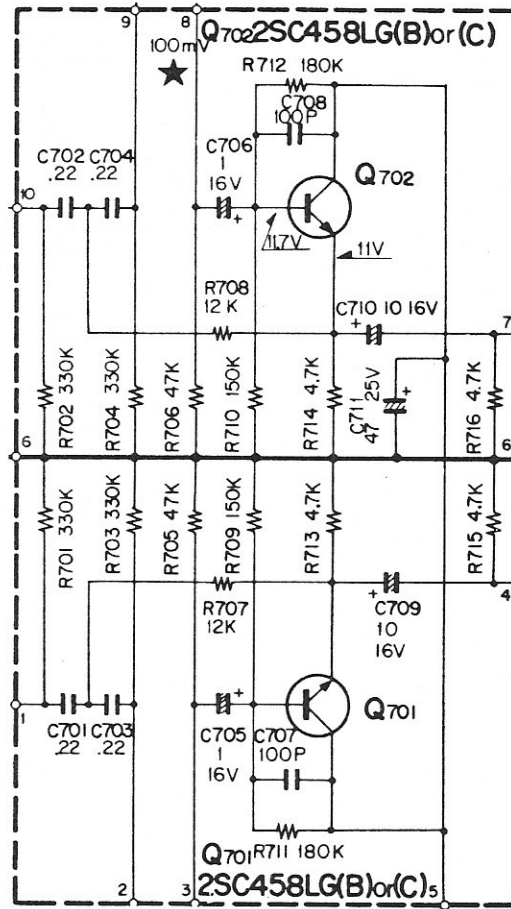 9
8
Q702 2SC458LG(B)or(C)
100mV
R712 180K
C708
100P
C702 C704
.22 .22
C706
1
16V
+
Q702
10
11.7V
11V
R708
12K
C710 10 16V
+
7
R702 330K
R704 330K
R706 47K
R710 150K
R714 4.7K
C711
47 25V
+
R716 4.7K
6
6
R701 330K
R703 330K
R705 47K
R709 150K
R713 4.7K
R715 4.7K
R707
12K
+
C709
10
16V
4
1
C701 C703
.22 .22
+
C705
1
16V
C707
100P
Q701
Q701
R711 180K
2
3
2SC458LG(B)or(C)
5